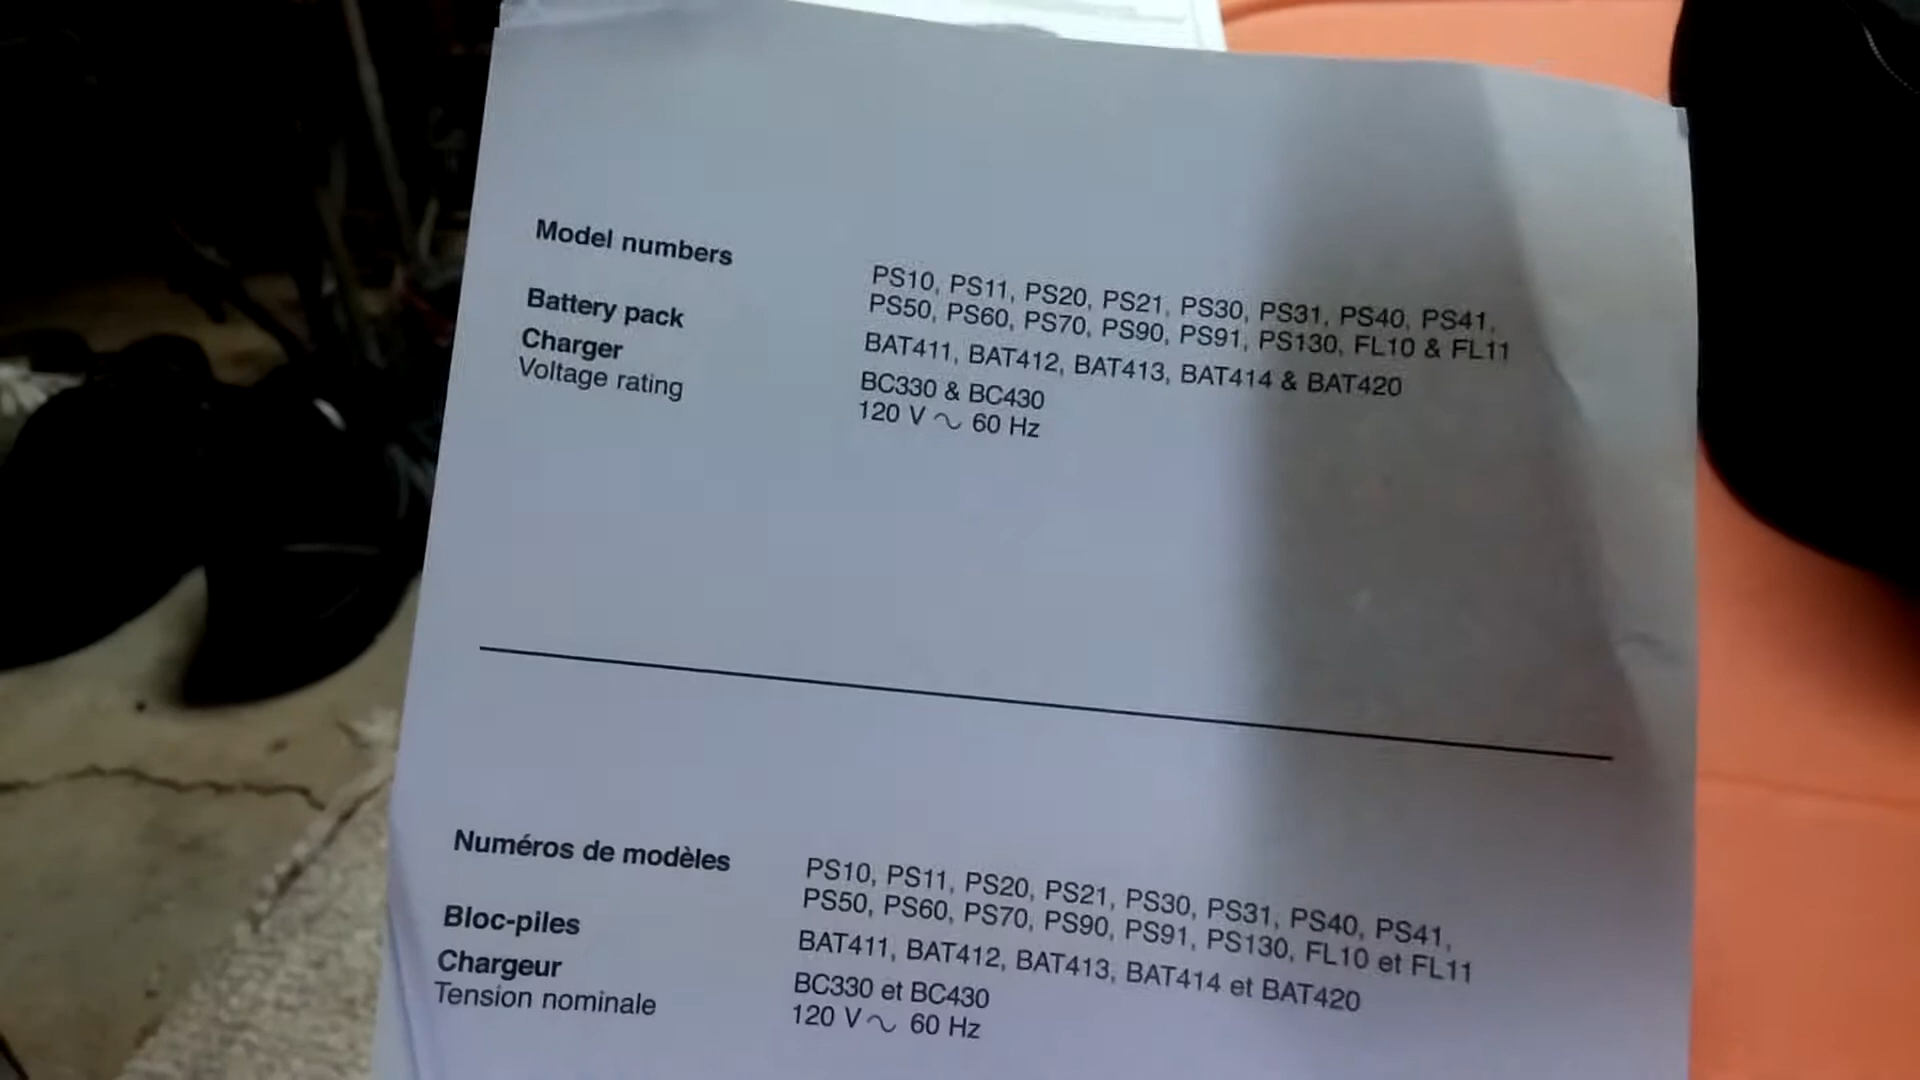 Model numbers
PS10, PS11, PS20, PS21, PS30, PS31, PS40, PS41,
PS50, PS60, PS70, PS90, PS91, PS130, FL10 & FL11
Battery pack
BAT411, BAT412, BAT413, BAT414 & BAT420
Charger
BC330 & BC430
Voltage rating
120 V ~ 60 Hz
Numéros de modèles
PS10, PS11, PS20, PS21, PS30, PS31, PS40, PS41,
PS50, PS60, PS70, PS90, PS91, PS130, FL10 et FL11
Bloc-piles
BAT411, BAT412, BAT413, BAT414 et BAT420
Chargeur
BC330 et BC430
Tension nominale
120 V ~ 60 Hz